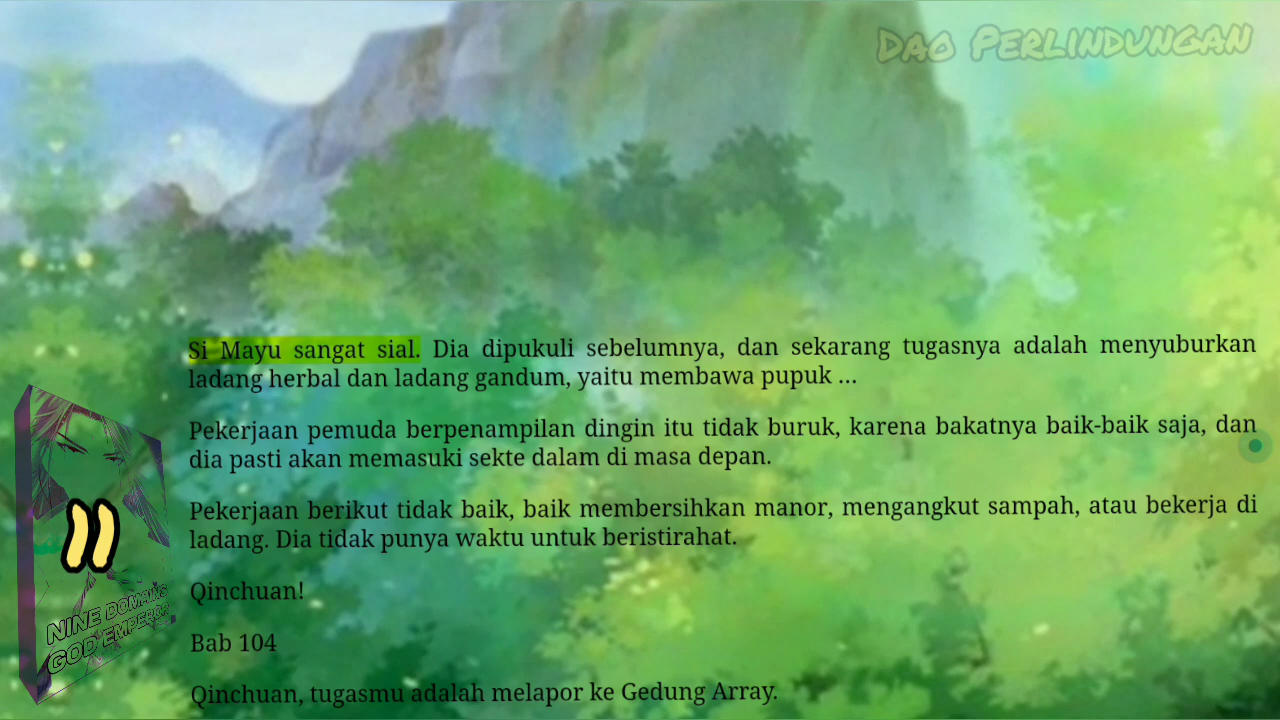 Dao Perlindungan
Si Mayu sangat sial. Dia dipukuli sebelumnya, dan sekarang tugasnya adalah menyuburkan
ladang herbal dan ladang gandum, yaitu membawa pupuk ...
Pekerjaan pemuda berpenampilan dingin itu tidak buruk, karena bakatnya baik-baik saja, dan
dia pasti akan memasuki sekte dalam di masa depan.
Pekerjaan berikut tidak baik, baik membersihkan manor, mengangkut sampah, atau bekerja di
ladang. Dia tidak punya waktu untuk beristirahat.
Qinchuan!
Bab 104
Qinchuan, tugasmu adalah melapor ke Gedung Array.
NINE DOMAINS
GOD EMPEROR